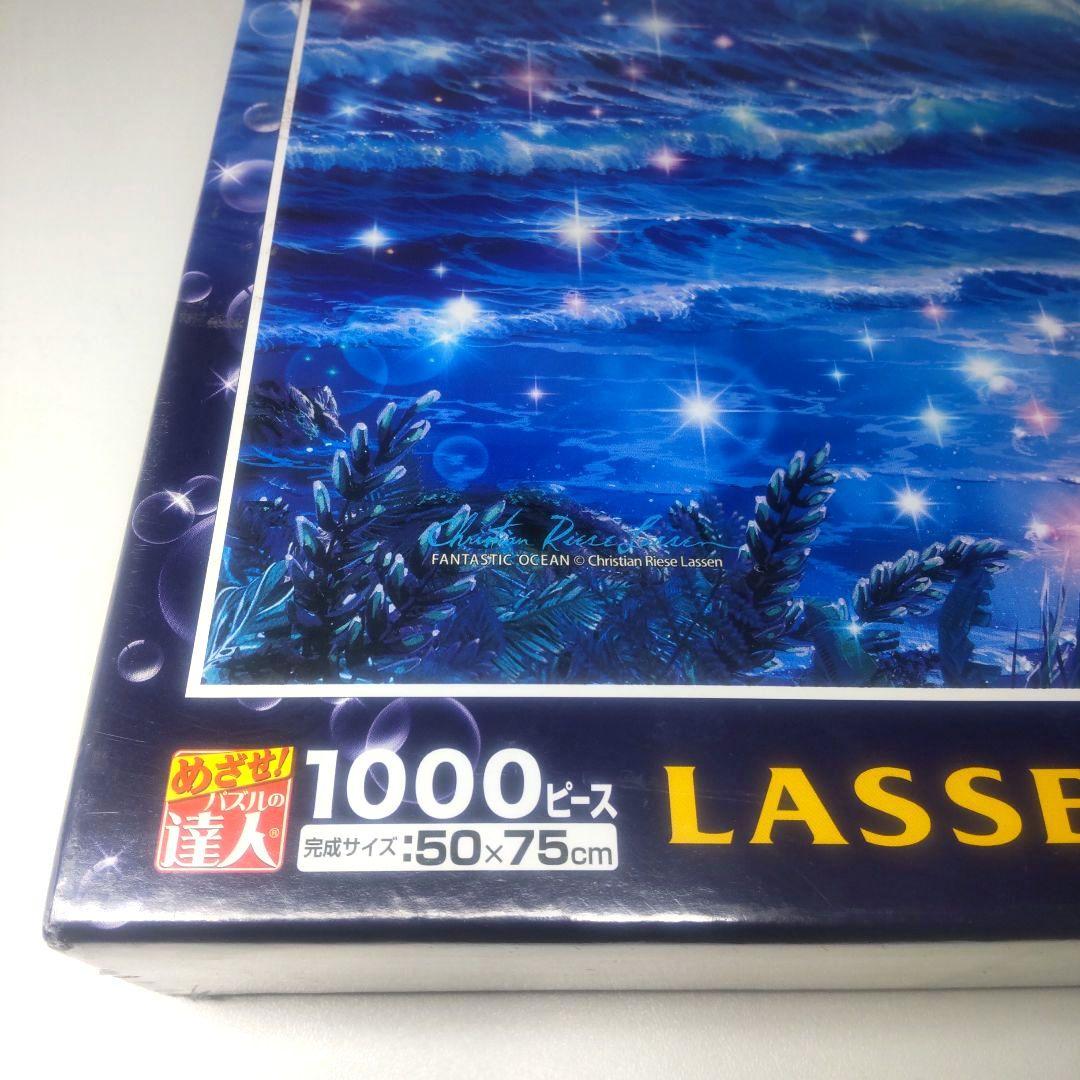 Christian Riese Lassen
FANTASTIC OCEAN © Christian Riese Lassen
めざせ!
パズルの
達人®
1000ピース
完成サイズ:50×75cm
LASSE